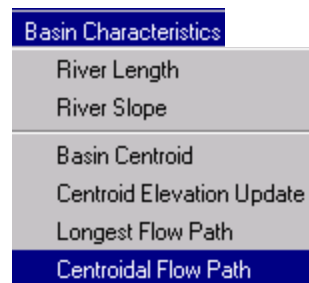 Basin Characteristics
River Length
River Slope
Basin Centroid
Centroid Elevation Update
Longest Flow Path
Centroidal Flow Path